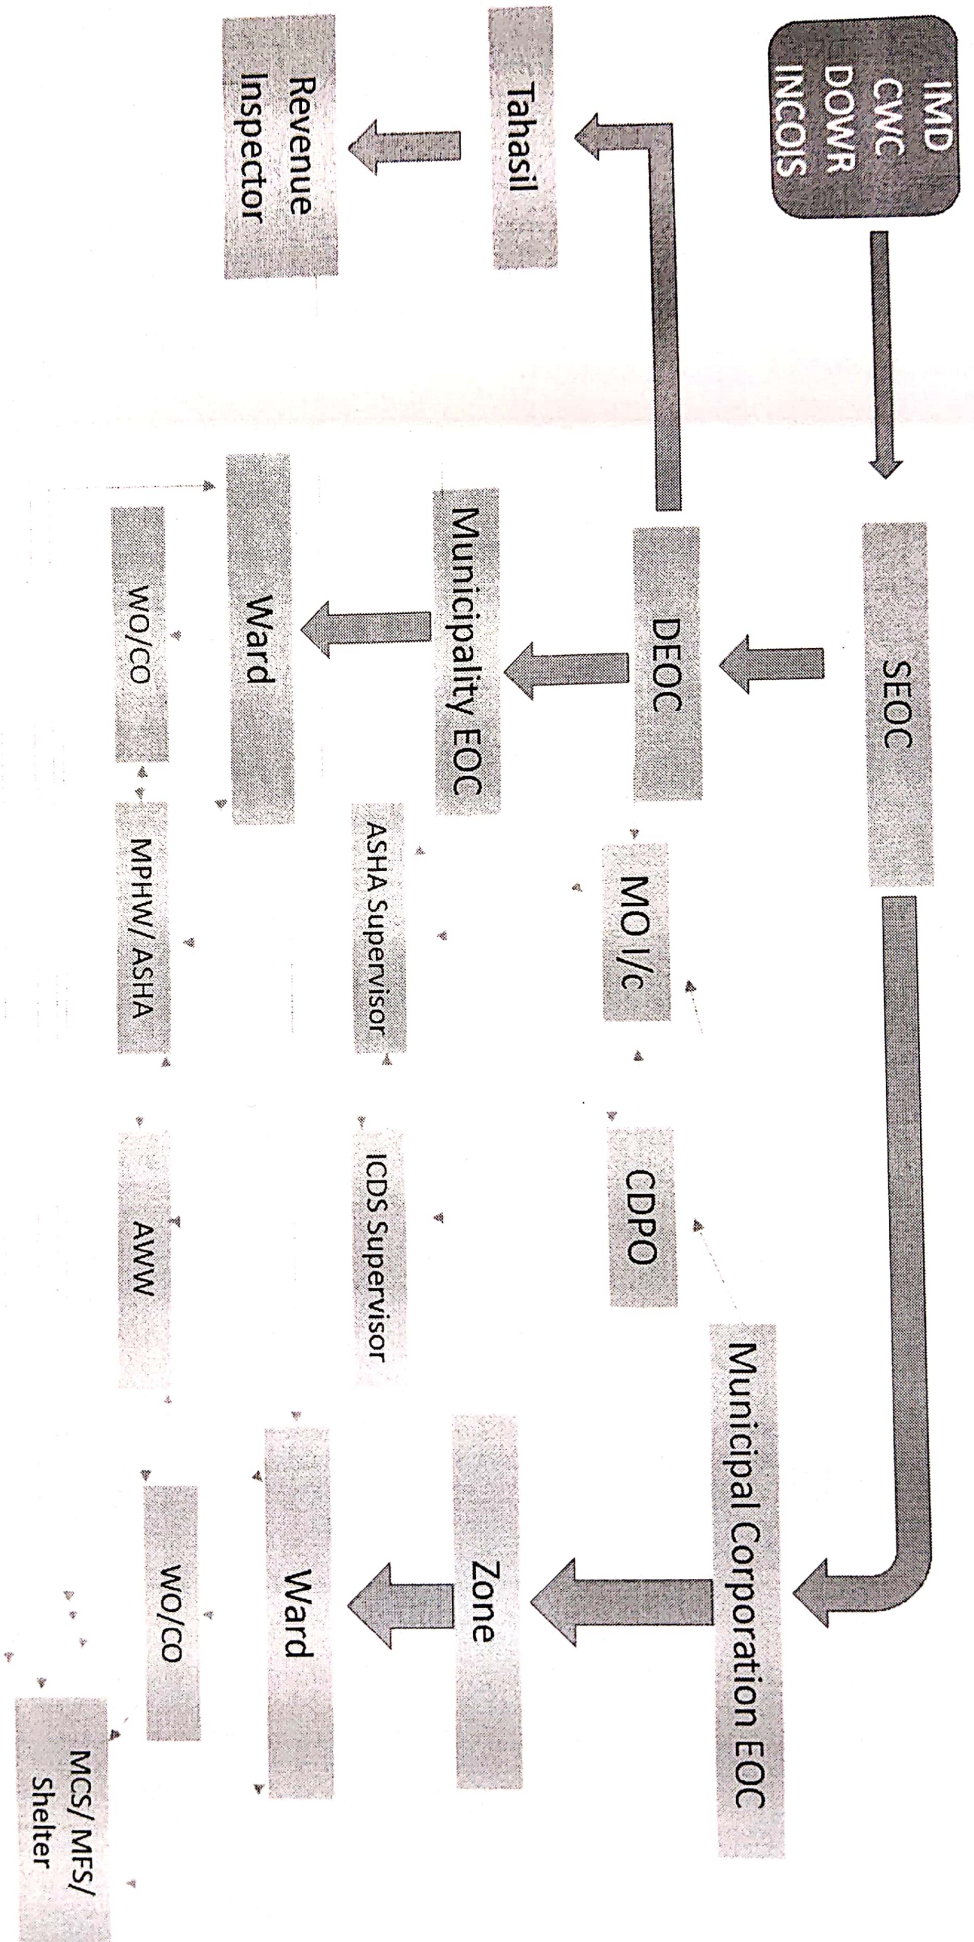 IMD
CWC
DOWR
INCOIS
SEOC
Municipal Corporation EOC
DEOC
MO I/c
CDPO
Tahasil
Municipality EOC
ASHA Supervisor
ICDS Supervisor
Zone
Revenue
Inspector
Ward
Ward
WO/CO
MPHW/ ASHA
AWW
WO/CO
MCS/ MFS/
Shelter